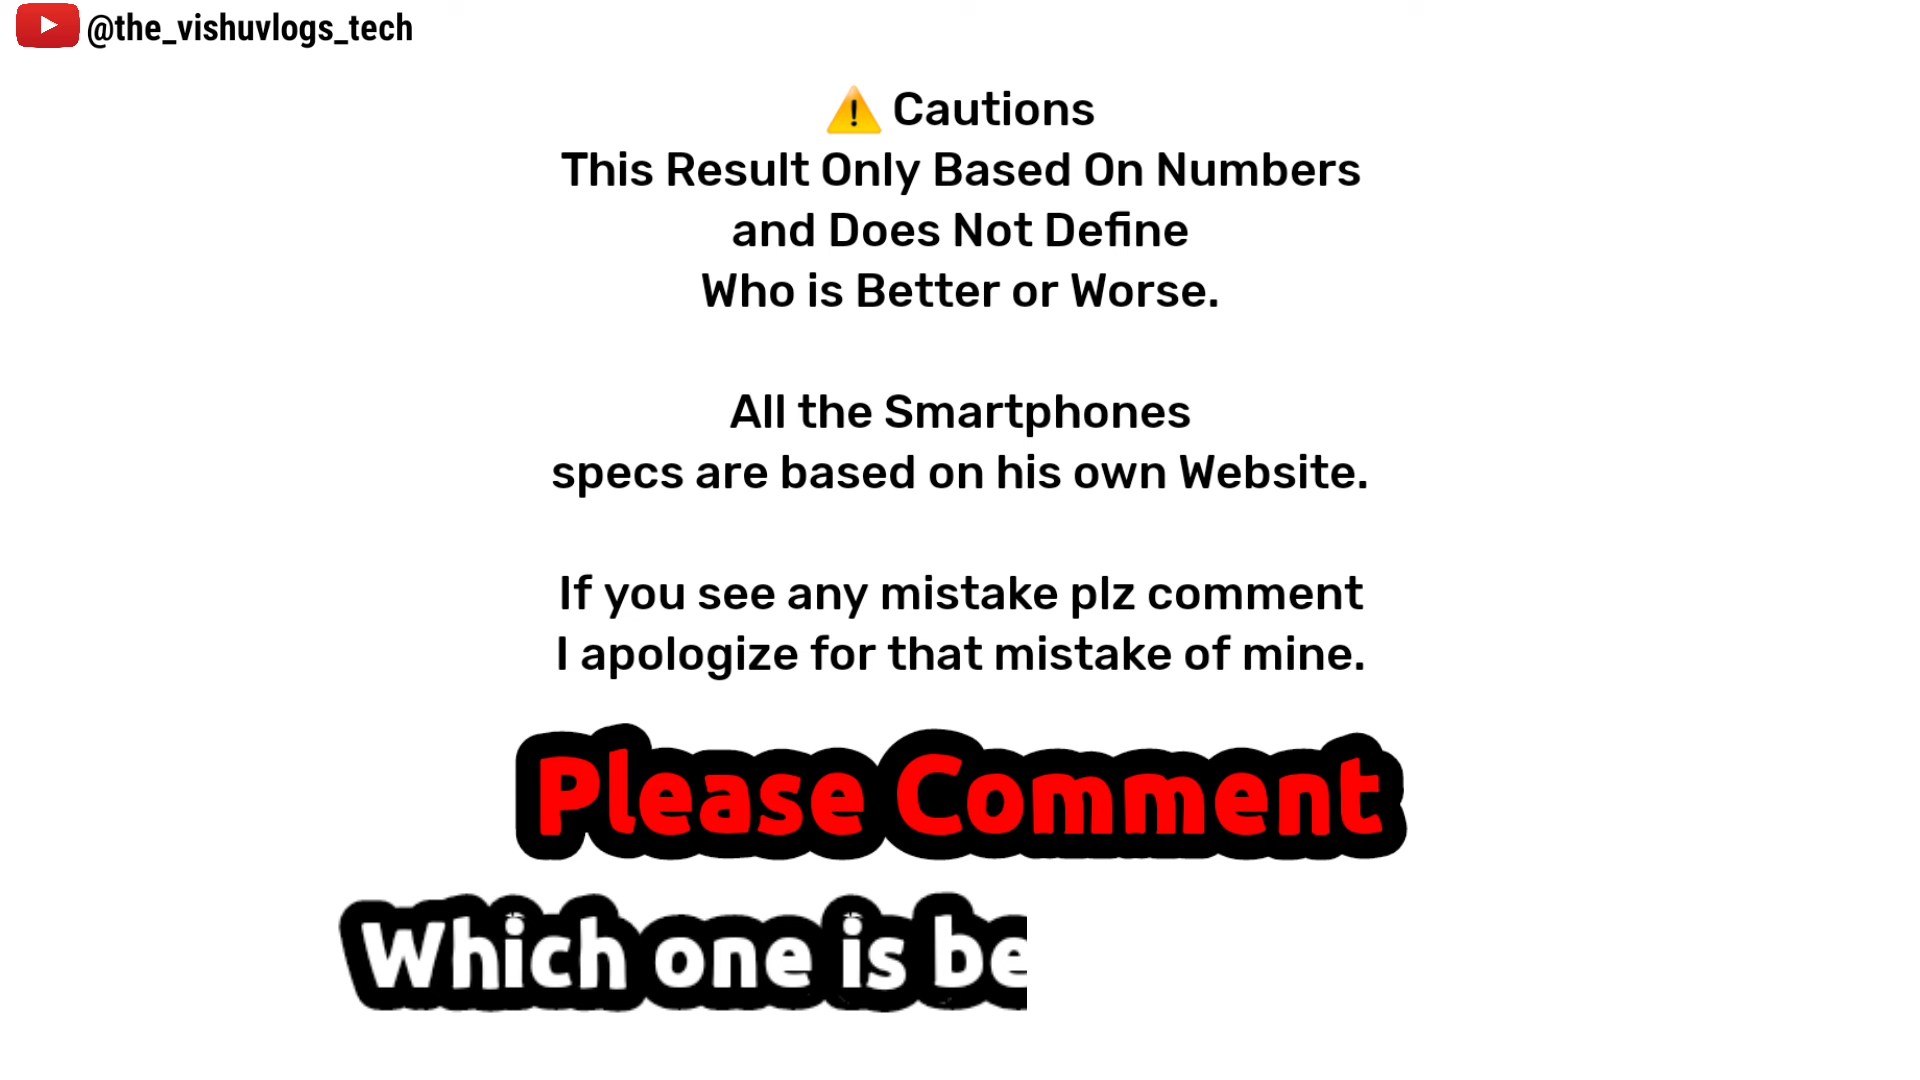 @the_vishuvlogs_tech
⚠️ Cautions
This Result Only Based On Numbers
and Does Not Define
Who is Better or Worse.
All the Smartphones
specs are based on his own Website.
If you see any mistake plz comment
I apologize for that mistake of mine.
Please Comment
Which one is be